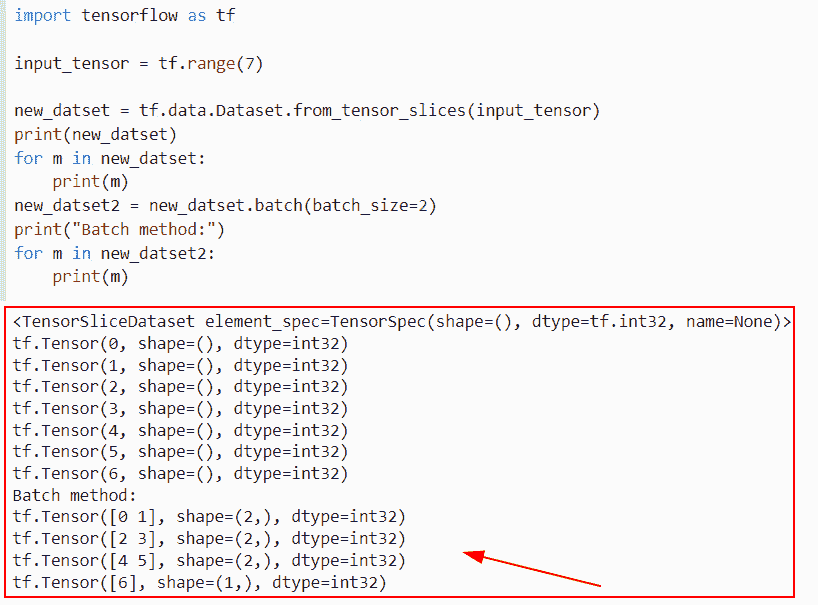 import tensorflow as tf
input_tensor = tf.range(7)
new_datset = tf.data.Dataset.from_tensor_slices(input_tensor)
print(new_datset)
for m in new_datset:
    print(m)
new_datset2 = new_datset.batch(batch_size=2)
print("Batch method:")
for m in new_datset2:
    print(m)
<TensorSliceDataset element_spec=TensorSpec(shape=(), dtype=tf.int32, name=None)>
tf.Tensor(0, shape=(), dtype=int32)
tf.Tensor(1, shape=(), dtype=int32)
tf.Tensor(2, shape=(), dtype=int32)
tf.Tensor(3, shape=(), dtype=int32)
tf.Tensor(4, shape=(), dtype=int32)
tf.Tensor(5, shape=(), dtype=int32)
tf.Tensor(6, shape=(), dtype=int32)
Batch method:
tf.Tensor([0 1], shape=(2,), dtype=int32)
tf.Tensor([2 3], shape=(2,), dtype=int32)
tf.Tensor([4 5], shape=(2,), dtype=int32)
tf.Tensor([6], shape=(1,), dtype=int32)